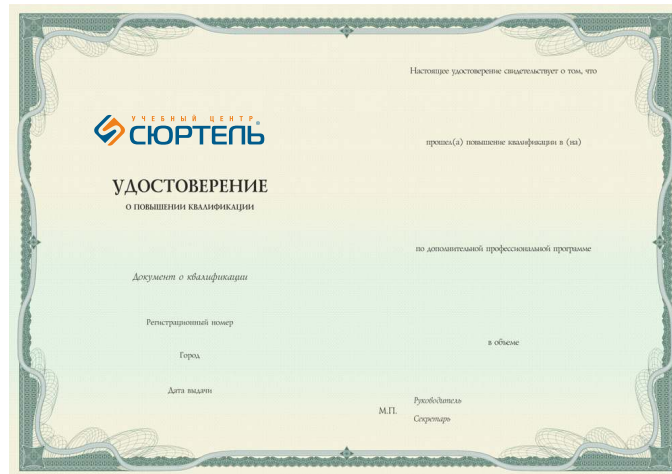 УЧЕБНЫЙ ЦЕНТР
СЮРТЕЛЬ®
УДОСТОВЕРЕНИЕ
О ПОВЫШЕНИИ КВАЛИФИКАЦИИ
Документ о квалификации
Регистрационный номер
Город
Дата выдачи
Настоящее удостоверение свидетельствует о том, что
прошел(а) повышение квалификации в (на)
по дополнительной профессиональной программе
в объеме
М.П.
Руководитель
Секретарь